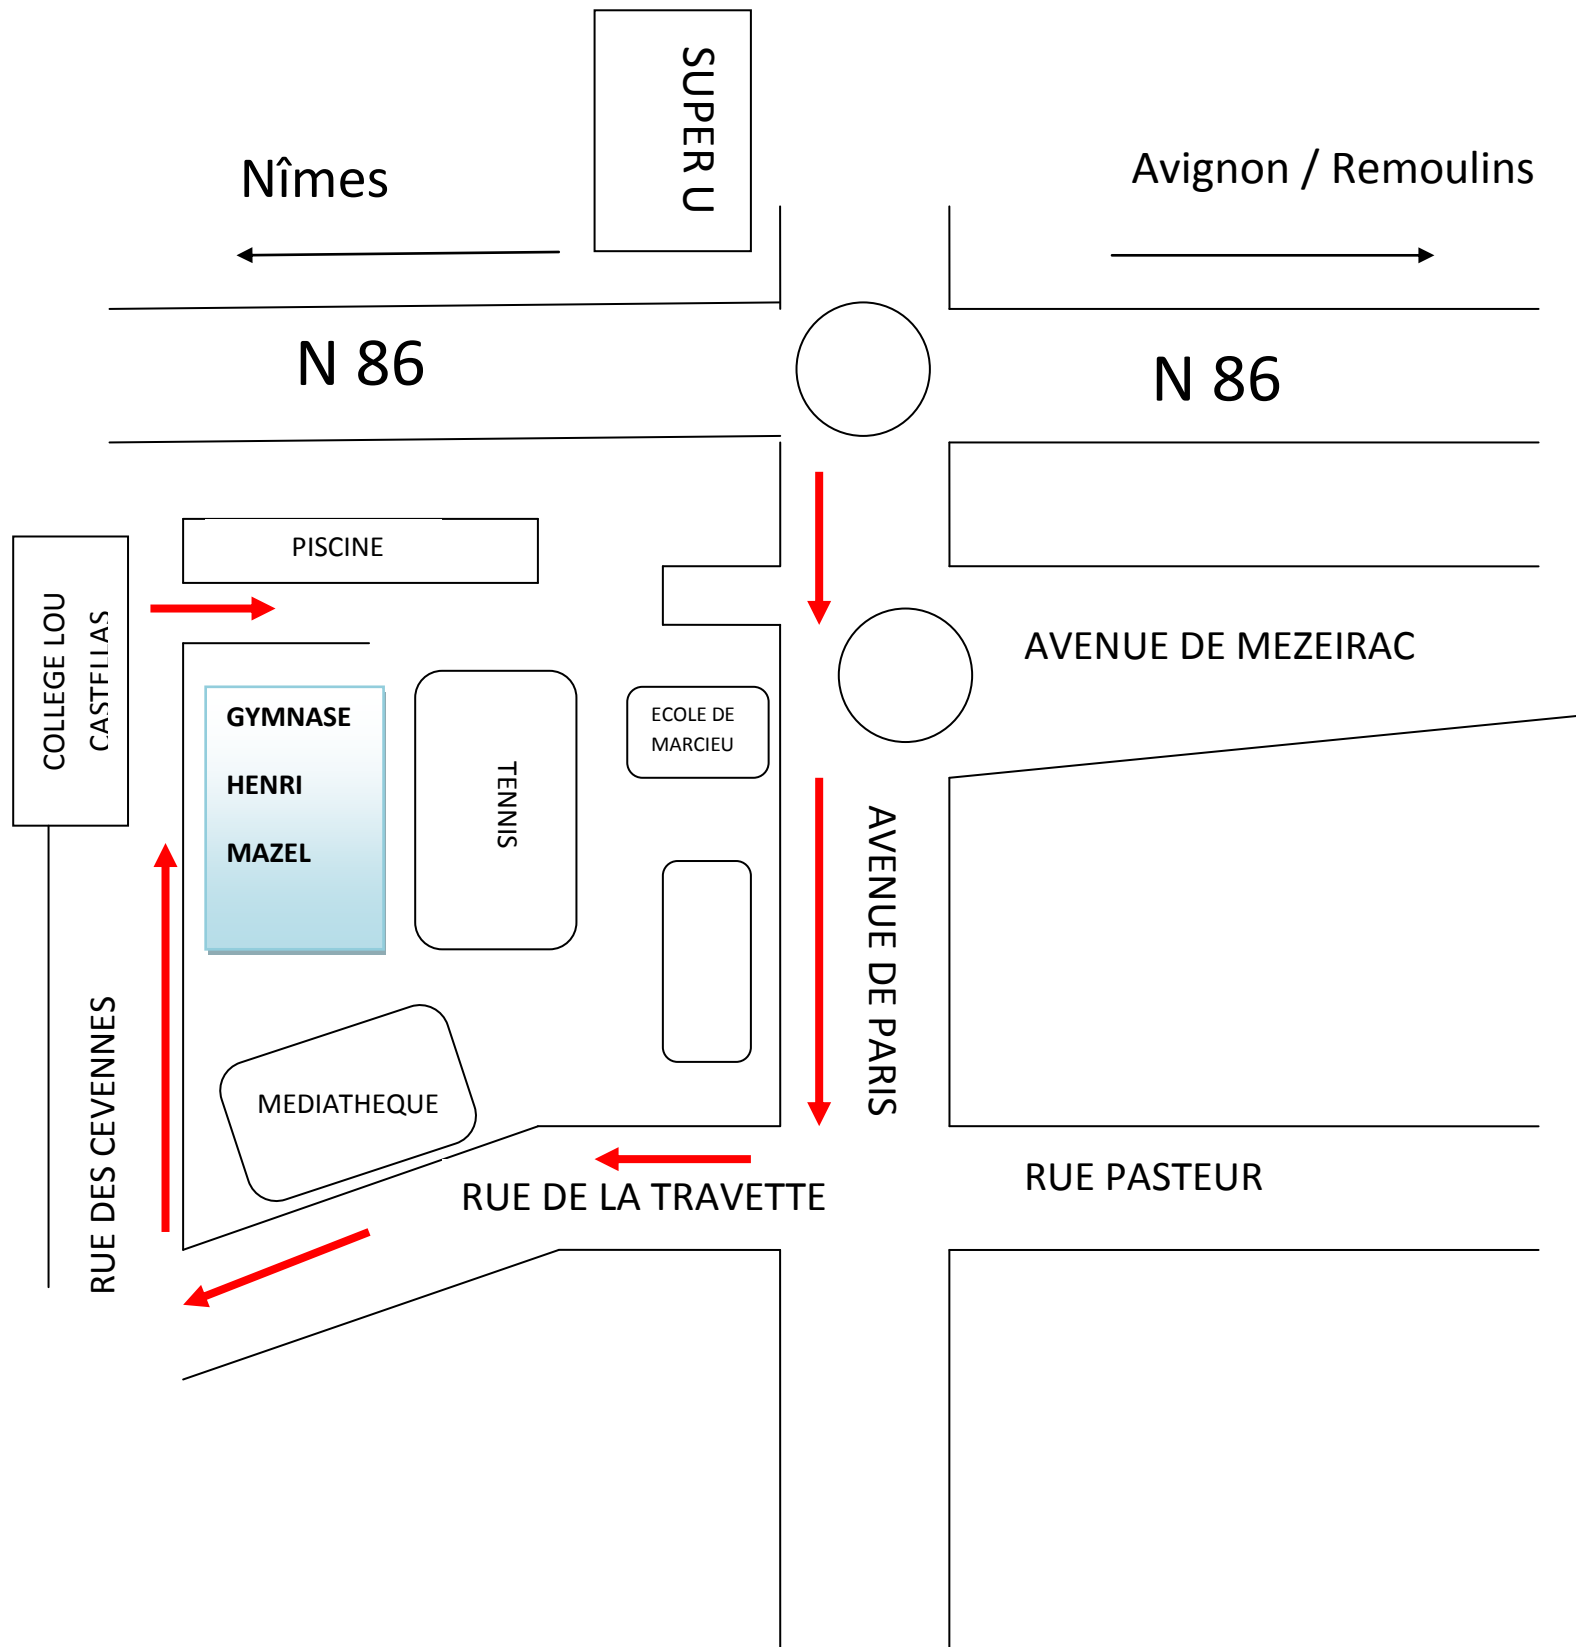 SUPER U
Nîmes
Avignon / Remoulins
N 86
N 86
PISCINE
COLLEGE LOU
CASTELLAS
AVENUE DE MEZEIRAC
GYMNASE
HENRI
MAZEL
TENNIS
ECOLE DE
MARCIEU
AVENUE DE PARIS
RUE DES CEVENNES
MEDIATHEQUE
RUE DE LA TRAVETTE
RUE PASTEUR